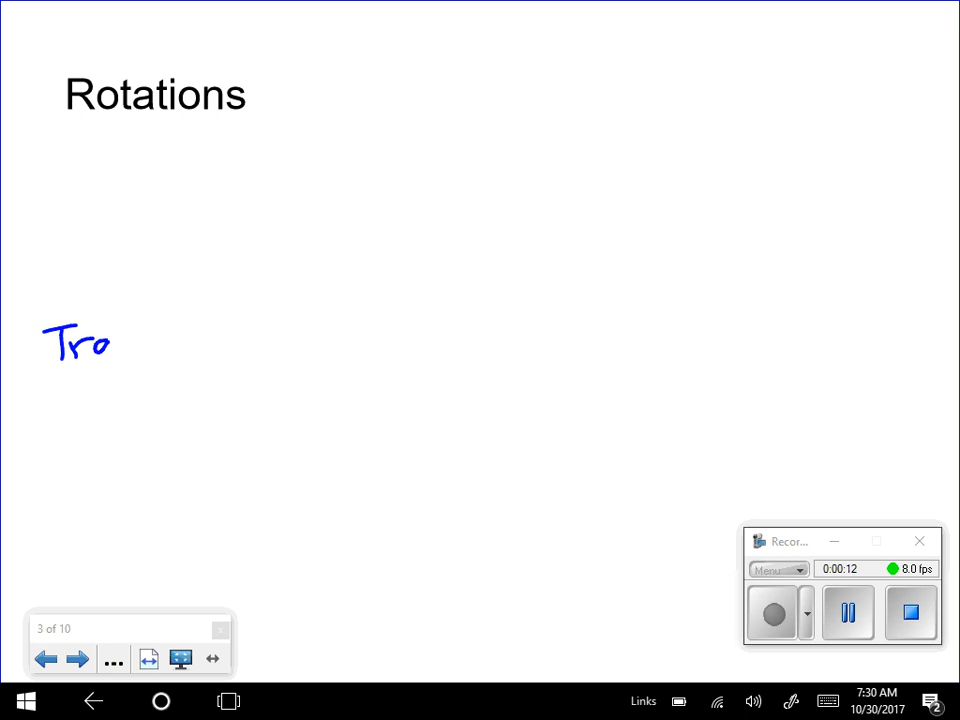 Rotations
Tra
Recor...
Menu
0:00:12
8.0 fps
3 of 10
x
...
Links
7:30 AM
10/30/2017
2